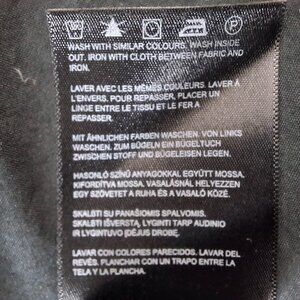 WASH WITH SIMILAR COLOURS. WASH INSIDE
OUT. IRON WITH CLOTH BETWEEN FABRIC AND
IRON.
LAVER AVEC LES MÊMES COULEURS. LAVER À
L'ENVERS. POUR REPASSER, PLACER UN
LINGE ENTRE LE TISSU ET LE FER A
REPASSER.
MIT ÄHNLICHEN FARBEN WASCHEN. VON LINKS
WASCHEN. ZUM BÜGELN EIN BÜGELTUCH
ZWISCHEN STOFF UND BÜGELEISEN LEGEN.
HASONLÓ SZÍNŰ ANYAGOKKAL EGYÜTT MOSSA.
KIFORDÍTVA MOSSA. VASALÁSNÁL HELYEZZEN
EGY SZÖVETET A RUHA ÉS A VASALÓ KÖZÉ.
SKALBTI SU PANAŠIOMIS SPALVOMIS.
SKALBTI IŠVERSTĄ. LYGINTI TARP AUDINIO
IR LYGINTUVO ĮDĖJUS DROBĘ.
LAVAR CON COLORES PARECIDOS. LAVAR DEL
REVÉS. PLANCHAR CON UN TRAPO ENTRE LA
TELA Y LA PLANCHA.